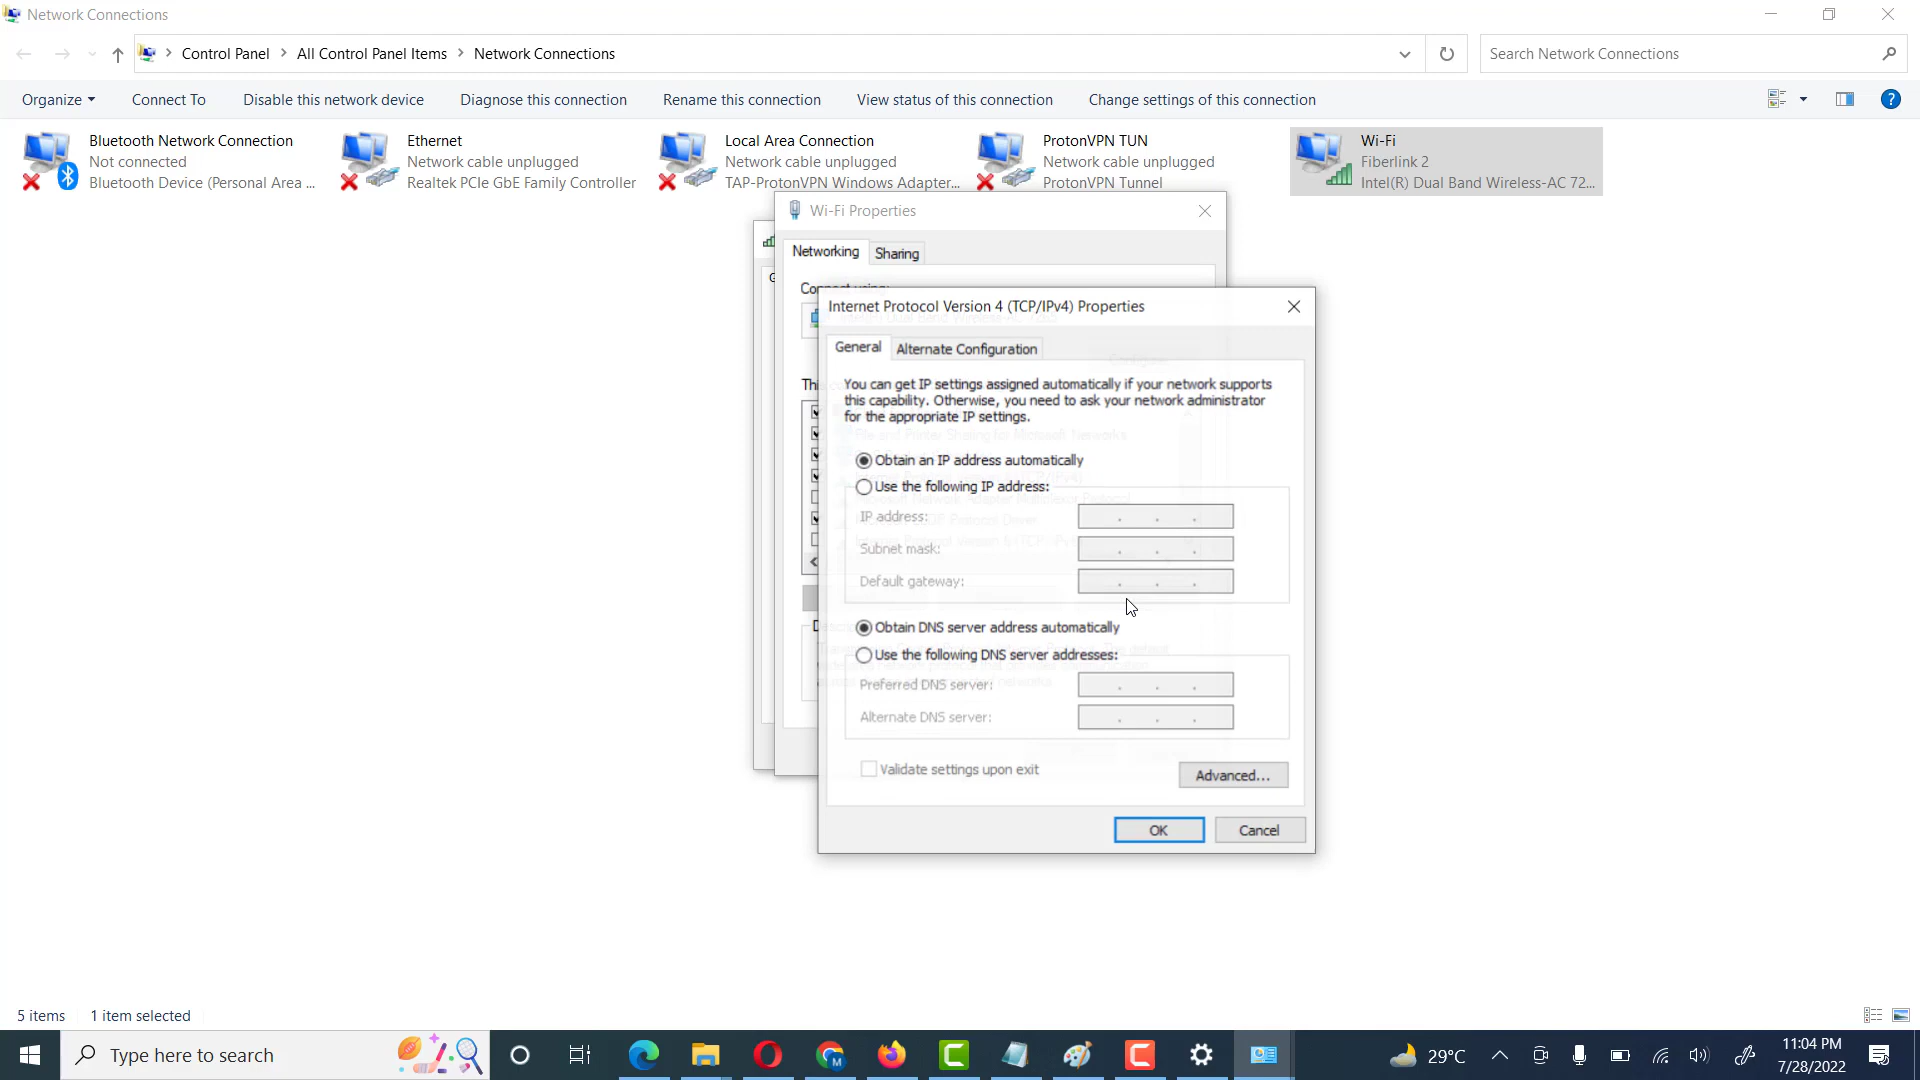 Network Connections
Control Panel > All Control Panel Items > Network Connections
Search Network Connections
Organize
Connect To
Disable this network device
Diagnose this connection
Rename this connection
View status of this connection
Change settings of this connection
Bluetooth Network Connection
Not connected
Bluetooth Device (Personal Area ...
Ethernet
Network cable unplugged
Realtek PCIe GbE Family Controller
Local Area Connection
Network cable unplugged
TAP-ProtonVPN Windows Adapter...
ProtonVPN TUN
Network cable unplugged
ProtonVPN Tunnel
Wi-Fi
Fiberlink 2
Intel(R) Dual Band Wireless-AC 72...
Wi-Fi Properties
Networking
Sharing
Connect using:
Internet Protocol Version 4 (TCP/IPv4) Properties
General
Alternate Configuration
You can get IP settings assigned automatically if your network supports
this capability. Otherwise, you need to ask your network administrator
for the appropriate IP settings.
Obtain an IP address automatically
Use the following IP address:
IP address:
Subnet mask:
Default gateway:
Obtain DNS server address automatically
Use the following DNS server addresses:
Preferred DNS server:
Alternate DNS server:
Validate settings upon exit
Advanced...
OK
Cancel
5 items
1 item selected
Type here to search
29°C
11:04 PM
7/28/2022